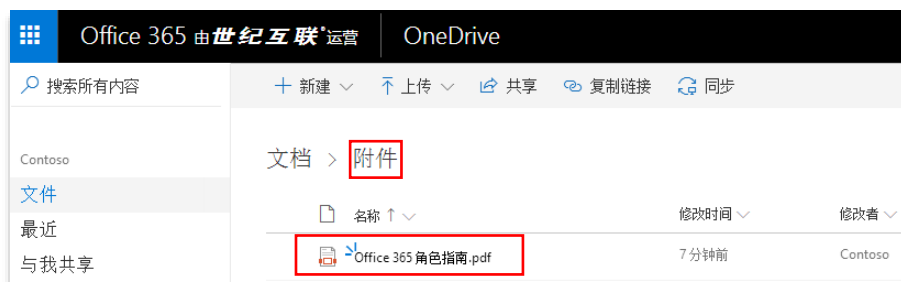 Office 365 由世纪互联运营 OneDrive
搜索所有内容 新建 上传 共享 复制链接 同步
Contoso 文档 > 附件
文件
名称 ↑ 修改时间 修改者
最近
Office 365 角色指南.pdf 7 分钟前 Contoso
与我共享